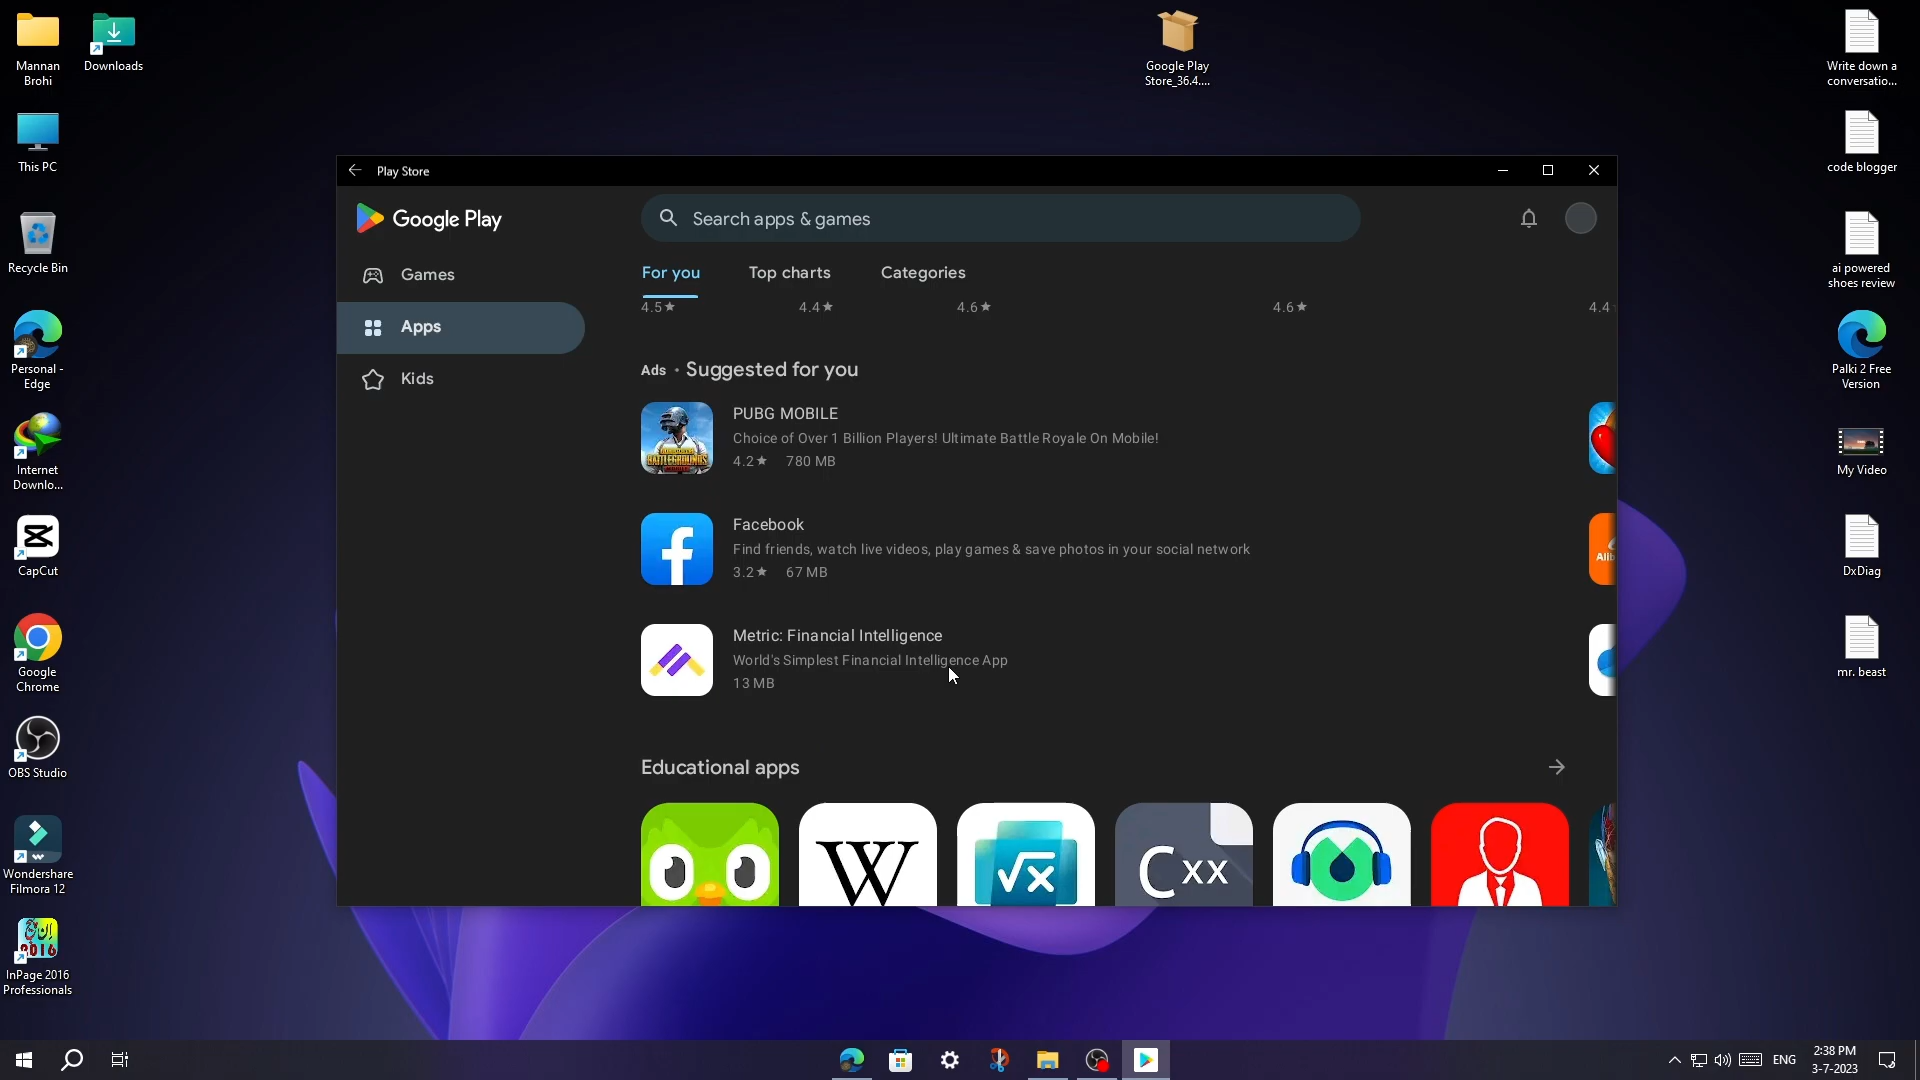 Mannan
Brohi
Downloads
This PC
Recycle Bin
Personal -
Edge
Internet
Downlo...
CapCut
Google
Chrome
OBS Studio
Wondershare
Filmora 12
2016
InPage 2016
Professionals
Google Play
Store_36.4....
Write down a
conversatio...
code blogger
ai powered
shoes review
Palki 2 Free
Version
My Video
DxDiag
mr. beast
Play Store
Google Play
Search apps & games
Games
Apps
Kids
For you
Top charts
Categories
4.5★
4.4★
4.6★
4.6★
4.4
Ads • Suggested for you
PUBG MOBILE
Choice of Over 1 Billion Players! Ultimate Battle Royale On Mobile!
4.2★ 780 MB
BATTLEGROUNDS
Facebook
Find friends, watch live videos, play games & save photos in your social network
3.2★ 67 MB
Metric: Financial Intelligence
World's Simplest Financial Intelligence App
13 MB
Educational apps
W
√x
Cxx
ENG
2:38 PM
3-7-2023